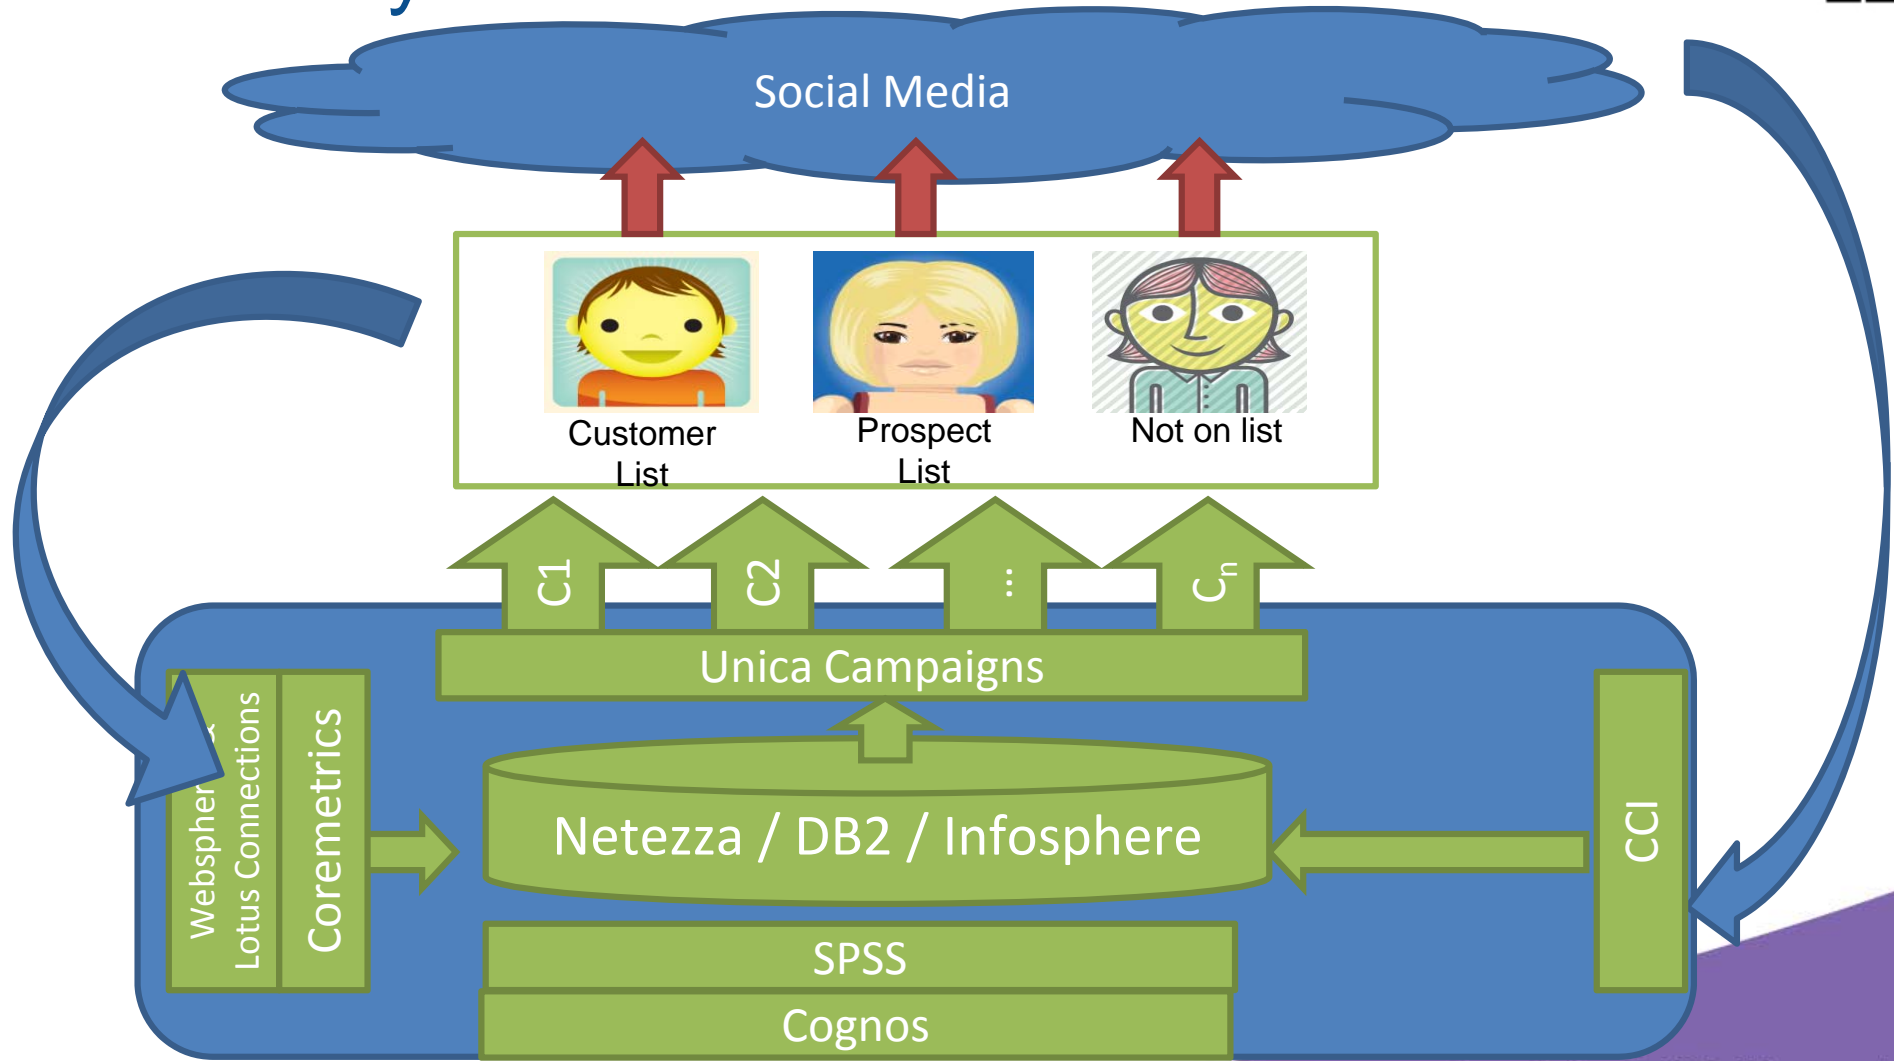 Social Media
Customer
List
Prospect
List
Not on list
C1
C2
...
Cn
Unica Campaigns
Lotus Connections
Coremetrics
Netezza / DB2 / Infosphere
CCI
SPSS
Cognos